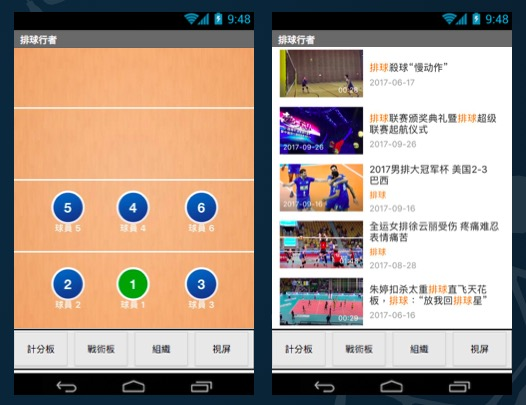 9:48
排球行者
5
4
6
球員 5
球員 4
球員 6
2
1
3
球員 2
球員 1
球員 3
計分板
戰術板
組織
視屏
9:48
排球行者
00:26
排球殺球“慢动作”
2017-06-17
2017-09-26
排球联赛颁奖典礼暨排球超级
联赛起航仪式
2017-09-26
2017-09-16
2017男排大冠军杯 美国2-3
巴西
排球
2017-09-16
全运女排徐云丽受伤 疼痛难忍
表情痛苦
排球
2017-08-28
朱婷扣杀太重排球直飞天花
板，排球：“放我回排球星”
2017-06-16
計分板
戰術板
組織
視屏